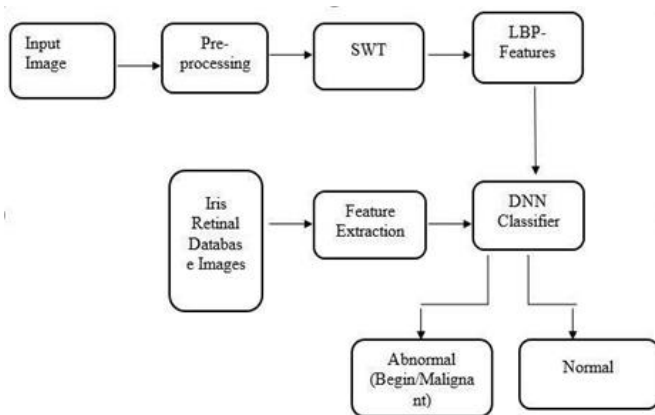 Input
Image
Pre-
processing
SWT
LBP-
Features
Iris
Retinal
Databas
e Images
Feature
Extraction
DNN
Classifier
Abnormal
(Begin/Maligna
nt)
Normal